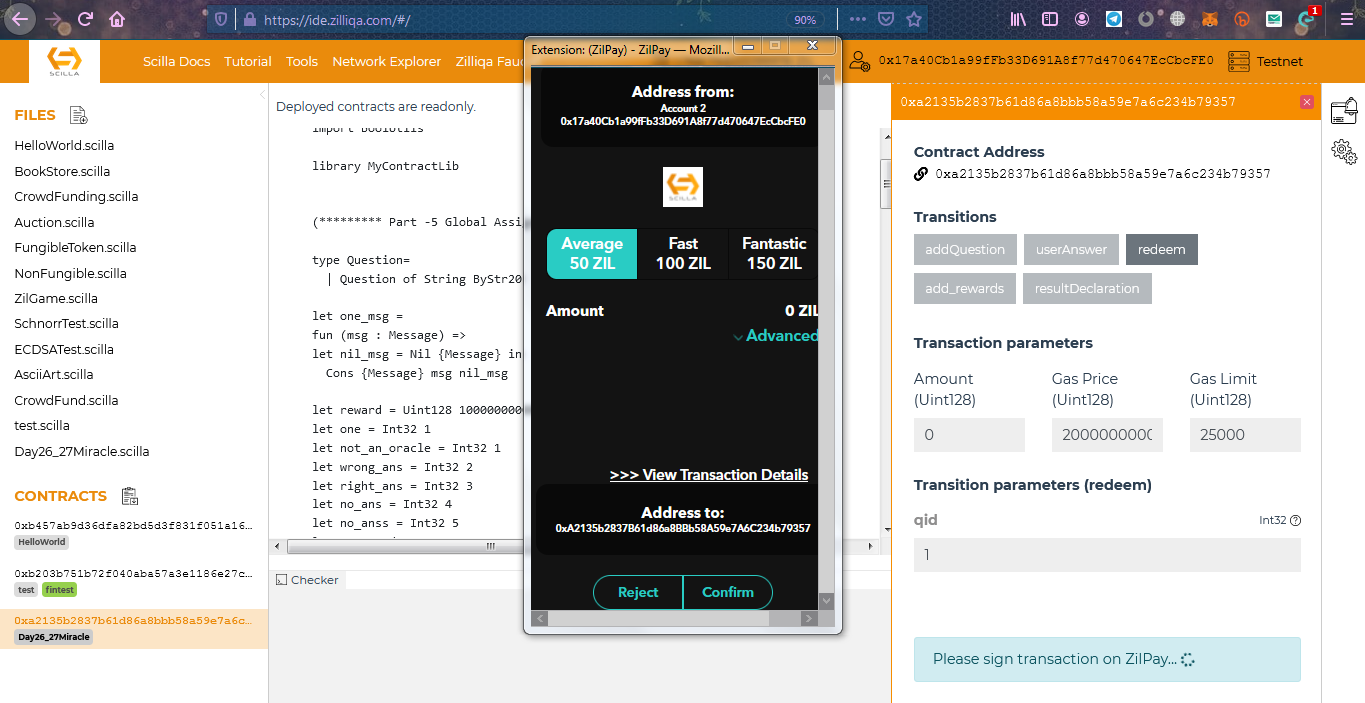 https://ide.zilliqa.com/#/
90%
1
SCILLA
Scilla Docs
Tutorial
Tools
Network Explorer
Zilliqa Fauc
0x17a40Cb1a99fFb33D691A8f77d470647EcCbcFE0
Testnet
FILES
HelloWorld.scilla
BookStore.scilla
CrowdFunding.scilla
Auction.scilla
FungibleToken.scilla
NonFungible.scilla
ZilGame.scilla
SchnorrTest.scilla
ECDSATest.scilla
AsciiArt.scilla
CrowdFund.scilla
test.scilla
Day26_27Miracle.scilla
CONTRACTS
0xb457ab9d36dfa82bd5d3f831f051a16...
HelloWorld
0xb203b751b72f040aba57a3e1186e27c...
test fintest
0xa2135b2837b61d86a8bbb58a59e7a6c...
Day26_27Miracle
Deployed contracts are readonly.
import BoolUtils
library MyContractLib
(********* Part -5 Global Assi
type Question=
| Question of String ByStr20
let one_msg =
fun (msg : Message) =>
let nil_msg = Nil {Message} in
Cons {Message} msg nil_msg
let reward = Uint128 1000000000
let one = Int32 1
let not_an_oracle = Int32 1
let wrong_ans = Int32 2
let right_ans = Int32 3
let no_ans = Int32 4
let no_anss = Int32 5
Checker
Extension: (ZilPay) - ZilPay — Mozill...
Address from:
Account 2
0x17a40Cb1a99fFb33D691A8f77d470647EcCbcFE0
SCILLA
Average
50 ZIL
Fast
100 ZIL
Fantastic
150 ZIL
Amount
0 ZIL
Advanced
>>> View Transaction Details
Address to:
0xA2135b2837B61d86a8BBb58A59e7A6C234b79357
Reject
Confirm
0xa2135b2837b61d86a8bbb58a59e7a6c234b79357
Contract Address
0xa2135b2837b61d86a8bbb58a59e7a6c234b79357
Transitions
addQuestion
userAnswer
redeem
add_rewards
resultDeclaration
Transaction parameters
Amount
(Uint128)
Gas Price
(Uint128)
Gas Limit
(Uint128)
0
2000000000
25000
Transition parameters (redeem)
qid
Int32
1
Please sign transaction on ZilPay...